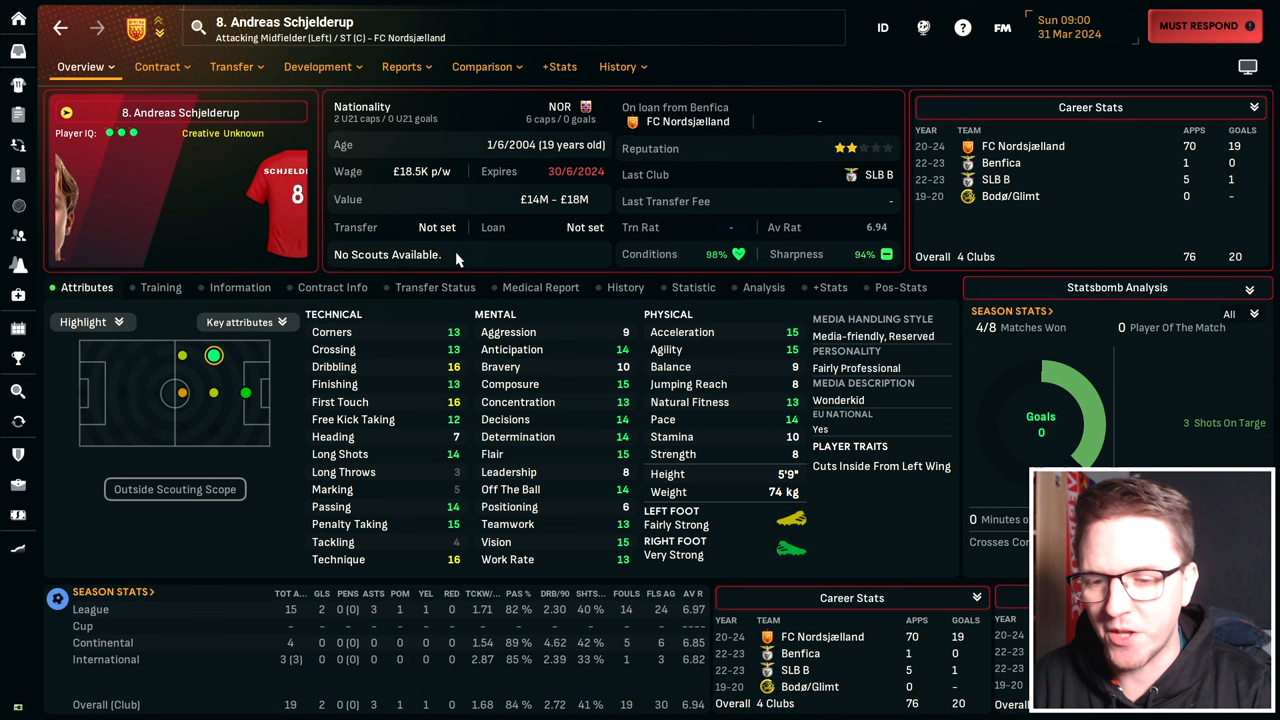 8. Andreas Schjelderup
Attacking Midfielder (Left) / ST (C) - FC Nordsjælland
ID
FM
Sun 09:00
31 Mar 2024
MUST RESPOND
Overview
Contract
Transfer
Development
Reports
Comparison
+Stats
History
8. Andreas Schjelderup
Player IQ:
Creative Unknown
SCHJELD
8
Nationality NOR
2 U21 caps / 0 U21 goals 6 caps / 0 goals
Age 1/6/2004 (19 years old)
Wage £18.5K p/w Expires 30/6/2024
Value £14M - £18M
Transfer Not set Loan Not set
No Scouts Available.
On loan from Benfica
FC Nordsjælland -
Reputation
Last Club SLB B
Last Transfer Fee -
Trn Rat - Av Rat 6.94
Conditions 98% Sharpness 94%
Career Stats
YEAR TEAM APPS GOALS
20-24 FC Nordsjælland 70 19
22-23 Benfica 1 0
22-23 SLB B 5 1
19-20 Bodø/Glimt 0 -
Overall 4 Clubs 76 20
Attributes
Training
Information
Contract Info
Transfer Status
Medical Report
History
Statistic
Analysis
+Stats
Pos-Stats
Highlight
Key attributes
Outside Scouting Scope
TECHNICAL
Corners 13
Crossing 13
Dribbling 16
Finishing 13
First Touch 16
Free Kick Taking 12
Heading 7
Long Shots 14
Long Throws 3
Marking 5
Passing 14
Penalty Taking 15
Tackling 4
Technique 16
MENTAL
Aggression 9
Anticipation 14
Bravery 10
Composure 15
Concentration 13
Decisions 14
Determination 14
Flair 15
Leadership 8
Off The Ball 14
Positioning 6
Teamwork 13
Vision 15
Work Rate 13
PHYSICAL
Acceleration 15
Agility 15
Balance 9
Jumping Reach 8
Natural Fitness 13
Pace 14
Stamina 10
Strength 8
Height 5'9"
Weight 74 kg
LEFT FOOT
Fairly Strong
RIGHT FOOT
Very Strong
MEDIA HANDLING STYLE
Media-friendly, Reserved
PERSONALITY
Fairly Professional
MEDIA DESCRIPTION
Wonderkid
EU NATIONAL
Yes
PLAYER TRAITS
Cuts Inside From Left Wing
Statsbomb Analysis
SEASON STATS>
All
4/8 Matches Won
0 Player Of The Match
Goals
0
3 Shots On Targe
0 Minutes o
Crosses Co
SEASON STATS> TOT A... GLS PENS ASTS POM YEL RED TCKW/... PAS % DRB/90 SHTS... FOULS FLS AG AV R
League 15 2 0 (0) 3 1 1 0 1.71 82 % 2.30 40 % 14 24 6.97
Cup - - - - - - - - - - - - - ----
Continental 4 0 0 (0) 0 0 0 0 1.54 89 % 4.62 42 % 5 6 6.85
International 3 (3) 0 0 (0) 0 0 0 0 2.87 85 % 2.39 33 % 1 3 6.82
Overall (Club) 19 2 0 (0) 3 1 1 0 1.68 84 % 2.72 41 % 19 30 6.94
Career Stats
YEAR TEAM APPS GOALS
20-24 FC Nordsjælland 70 19
22-23 Benfica 1 0
22-23 SLB B 5 1
19-20 Bodø/Glimt 0 -
Overall 4 Clubs 76 20
YEAR
20-24
22-23
22-23
19-20
Overall